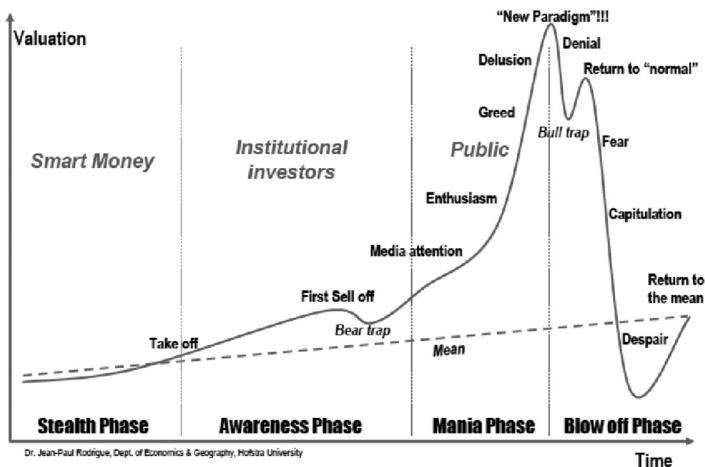 "New Paradigm"!!!
Valuation
Denial
Delusion
Return to "normal"
Greed
Bull trap
Smart Money
Institutional
investors
Public
Fear
Enthusiasm
Capitulation
Media attention
First Sell off
Return to
the mean
Bear trap
Take off
Mean
Despair
Stealth Phase
Awareness Phase
Mania Phase
Blow off Phase
Dr. Jean-Paul Rodrigue, Dept. of Economics & Geography, Hofstra University
Time